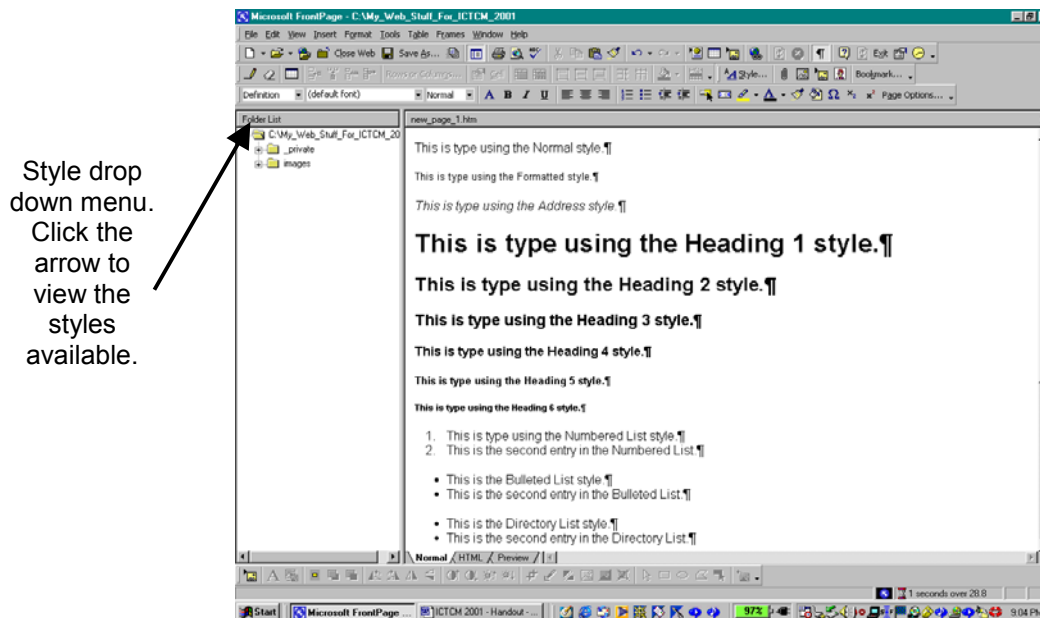 Microsoft FrontPage - C:\My_Web_Stuff_For_ICTCM_2001
File Edit View Insert Format Tools Table Frames Window Help
Close Web Save As... Exit
Rows or Columns... Cell Style... Bookmark...
Definition (default font) Normal A B I U Page Options...
Folder List
new_page_1.htm
C:\My_Web_Stuff_For_ICTCM_20
_private
images
Style drop
down menu.
Click the
arrow to
view the
styles
available.
This is type using the Normal style.¶
This is type using the Formatted style.¶
This is type using the Address style.¶
This is type using the Heading 1 style.¶
This is type using the Heading 2 style.¶
This is type using the Heading 3 style.¶
This is type using the Heading 4 style.¶
This is type using the Heading 5 style.¶
This is type using the Heading 6 style.¶
1. This is type using the Numbered List style.¶
2. This is the second entry in the Numbered List.¶
• This is the Bulleted List style.¶
• This is the second entry in the Bulleted List.¶
• This is the Directory List style.¶
• This is the second entry in the Directory List.¶
Normal HTML Preview
1 seconds over 28.8
Start Microsoft FrontPage ... ICTCM 2001 - Handout - ... 97% 9:04 PM